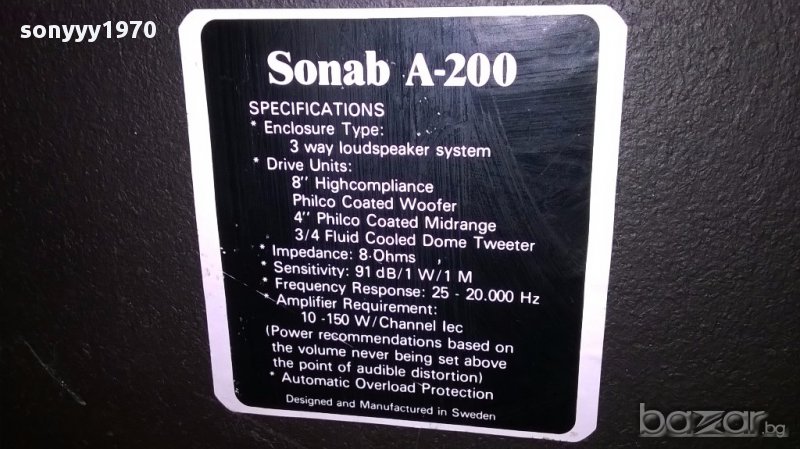 sonyyy1970
Sonab A-200
SPECIFICATIONS
* Enclosure Type:
3 way loudspeaker system
* Drive Units:
8" Highcompliance
Philco Coated Woofer
4" Philco Coated Midrange
3/4 Fluid Cooled Dome Tweeter
* Impedance: 8 Ohms
* Sensitivity: 91 dB/1 W/1 M
* Frequency Response: 25 - 20.000 Hz
* Amplifier Requirement:
10 -150 W/Channel Iec
(Power recommendations based on
the volume never being set above
the point of audible distortion)
* Automatic Overload Protection
Designed and Manufactured in Sweden
bazar.bg